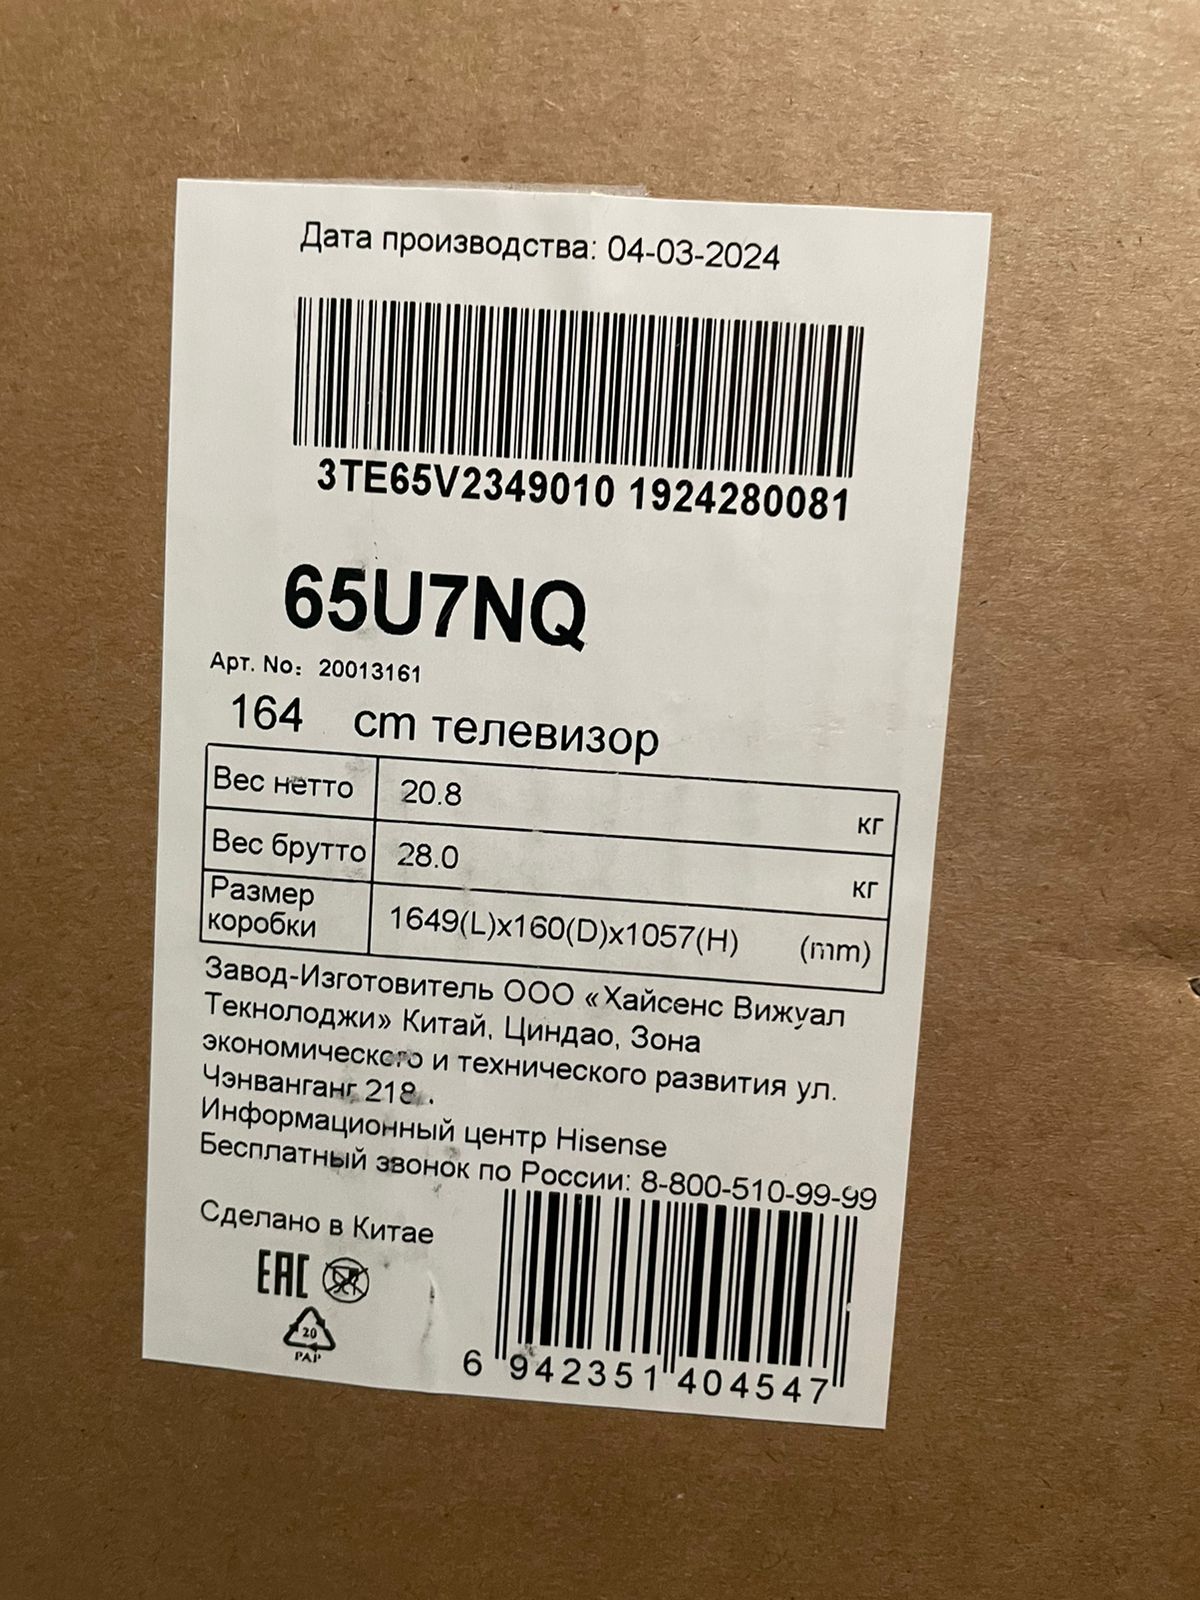 Дата производства: 04-03-2024
3TE65V2349010 1924280081
65U7NQ
Арт. No: 20013161
164 cm телевизор
Вес нетто 20.8 кг
Вес брутто 28.0 кг
Размер
коробки 1649(L)x160(D)x1057(H) (mm)
Завод-Изготовитель ООО «Хайсенс Вижуал
Текнолоджи» Китай, Циндао, Зона
экономического и технического развития ул.
Чэнванганг 218 .
Информационный центр Hisense
Бесплатный звонок по России: 8-800-510-99-99
Сделано в Китае
EAC
20
PAP
6 942351 404547